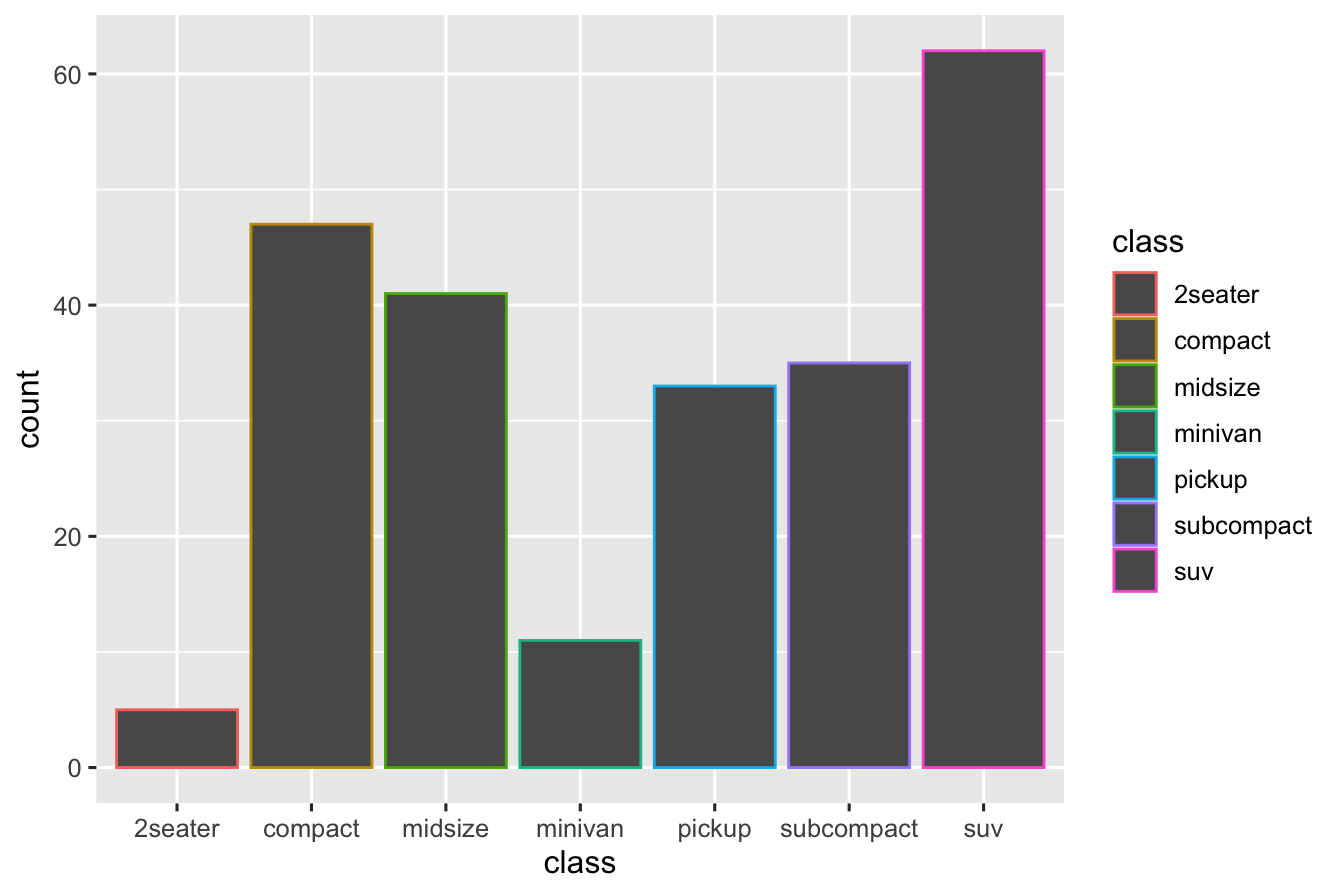 60
40
20
0
count
2seater compact midsize minivan pickup subcompact suv
class
class
2seater
compact
midsize
minivan
pickup
subcompact
suv